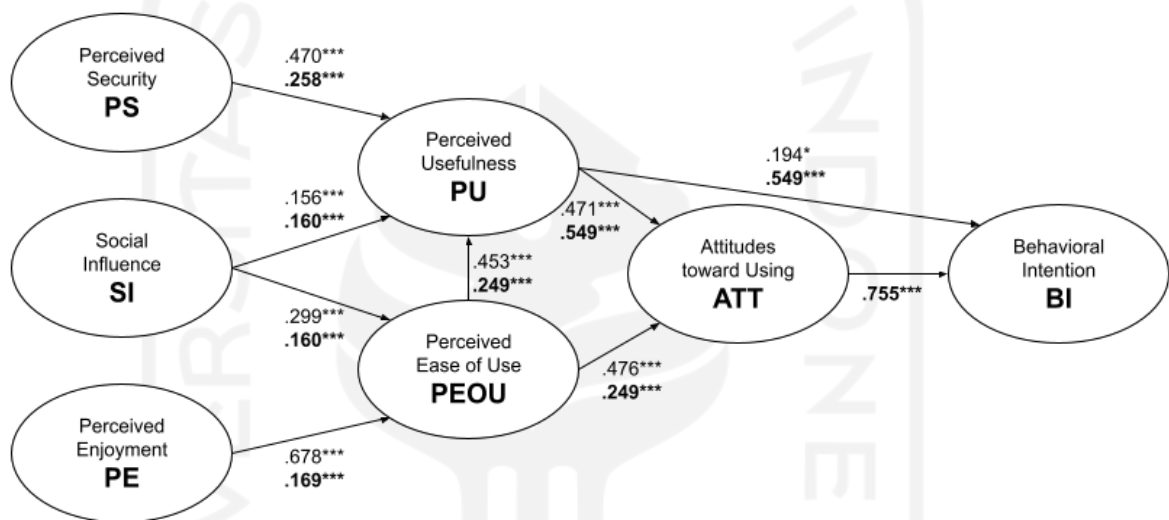 Perceived
Security
PS
.470***
.258***
Perceived
Usefulness
PU
.194*
.549***
.156***
.160***
.471***
.549***
Social
Influence
SI
Attitudes
toward Using
ATT
Behavioral
Intention
BI
.453***
.249***
.755***
.299***
.160***
Perceived
Ease of Use
PEOU
.476***
.249***
Perceived
Enjoyment
PE
.678***
.169***
ERSITAS
INDONE